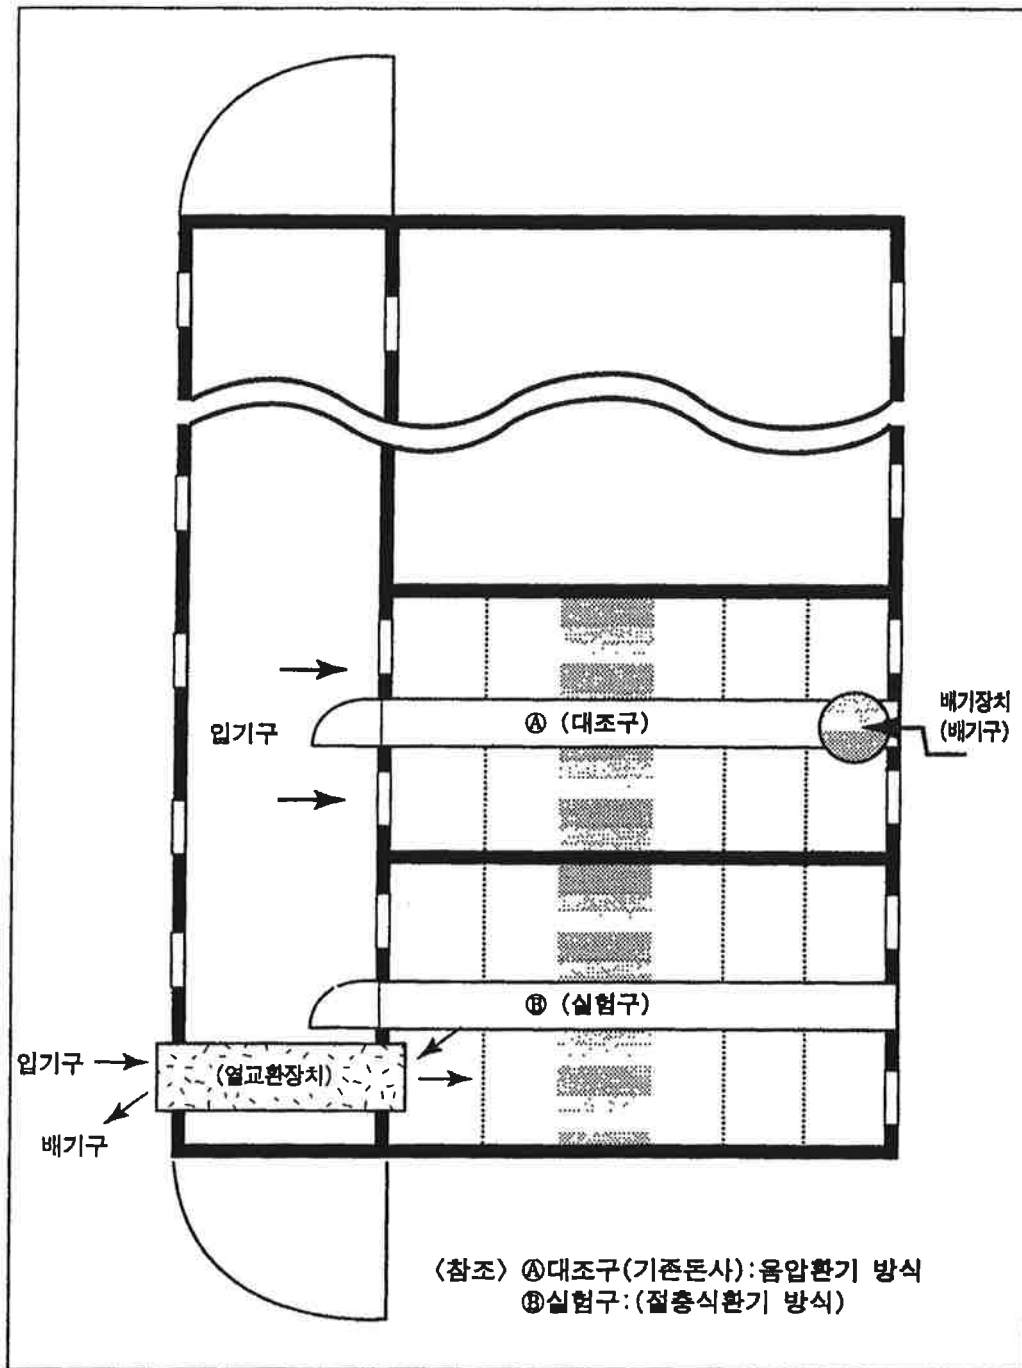 입기구
Ⓐ (대조구)
배기장치
(배기구)
Ⓑ (실험구)
입기구
(열교환장치)
배기구
〈참조〉 Ⓐ대조구(기존돈사):음압환기 방식
Ⓑ실험구:(절충식환기 방식)